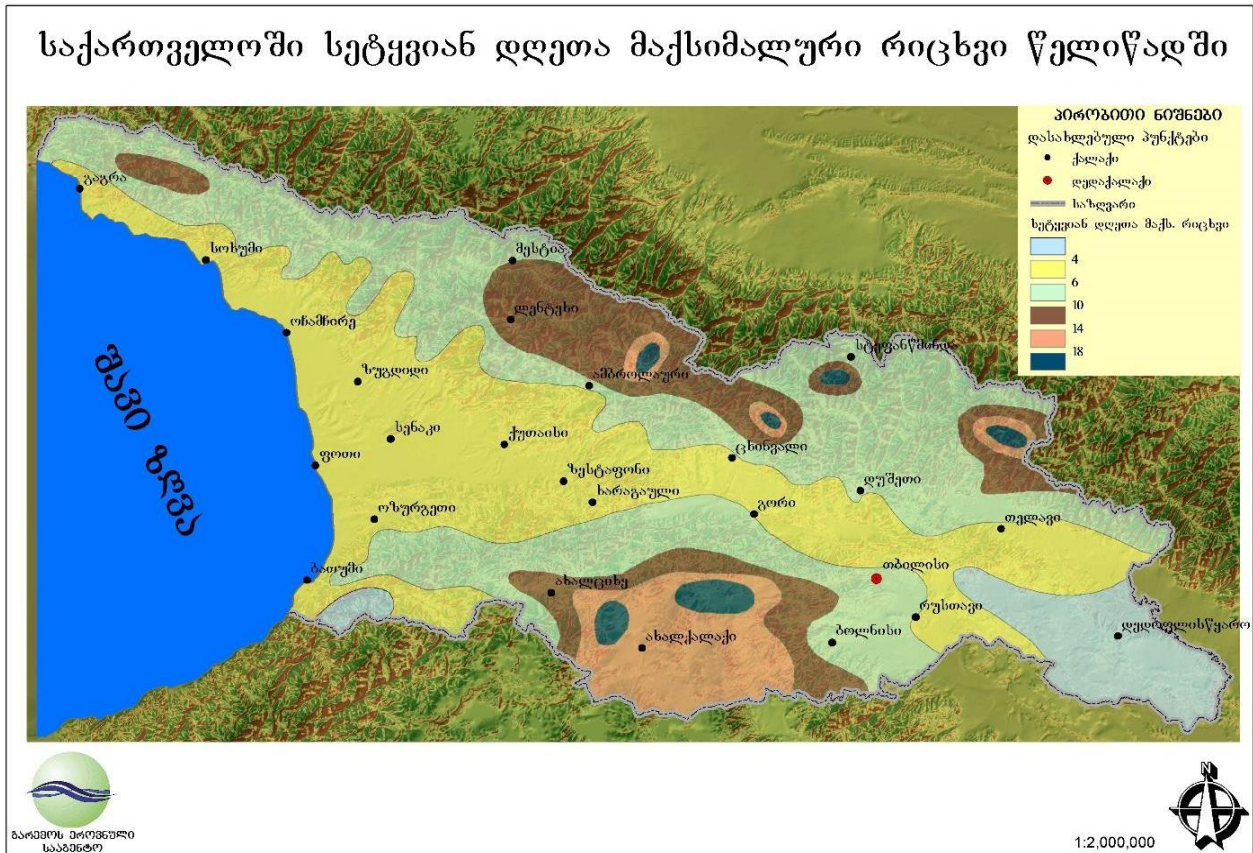 საქართველოში სეტყვიან დღეთა მაქსიმალური რიცხვი წელიწადში
პირობითი ნიშნები
დასახლებული პუნქტები
ქალაქი
დედაქალაქი
საზღვარი
სეტყვიან დღეთა მაქს. რიცხვი
4
6
10
14
18
გაგრა
სოხუმი
მესტია
ლენტეხი
ოჩამჩირე
სტეფანწმინდა
ზუგდიდი
ამბროლაური
შავი ზღვა
სენაკი
ქუთაისი
ცხინვალი
ფოთი
ზესტაფონი
ხარაგაული
დუშეთი
გორი
ოზურგეთი
თელავი
ბათუმი
თბილისი
ახალციხე
რუსთავი
ახალქალაქი
ბოლნისი
დედოფლისწყარო
გარემოს ეროვნული
სააგენტო
N
1:2,000,000